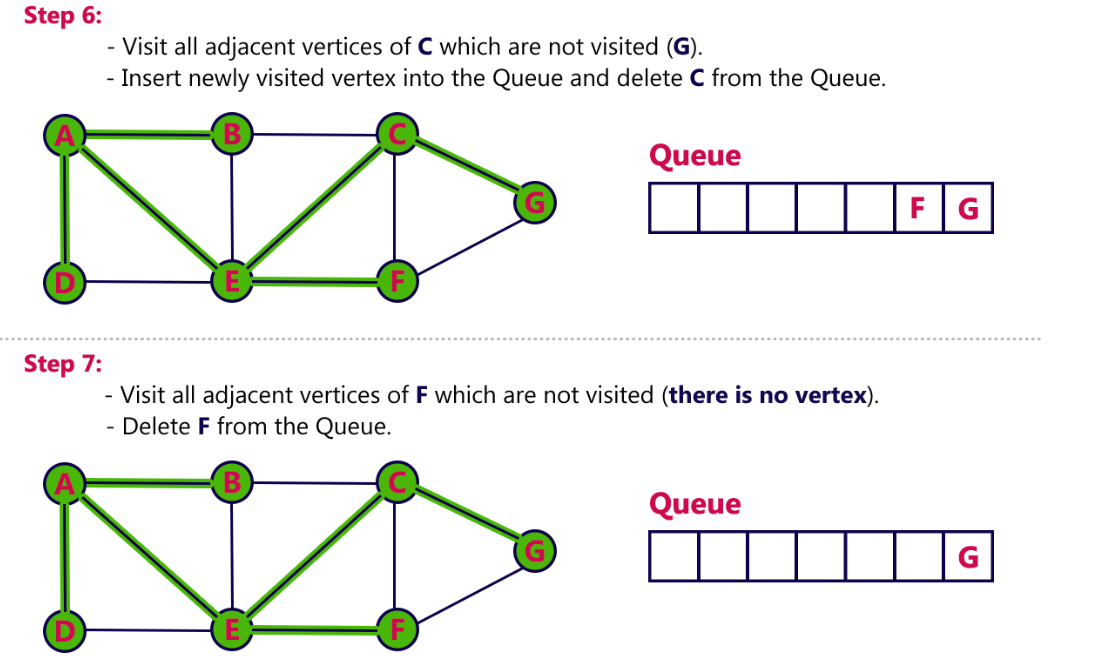 Step 6:
- Visit all adjacent vertices of C which are not visited (G).
- Insert newly visited vertex into the Queue and delete C from the Queue.
A B C
Queue
G
F G
D E F
Step 7:
- Visit all adjacent vertices of F which are not visited (there is no vertex).
- Delete F from the Queue.
A B C
Queue
G
G
D E F